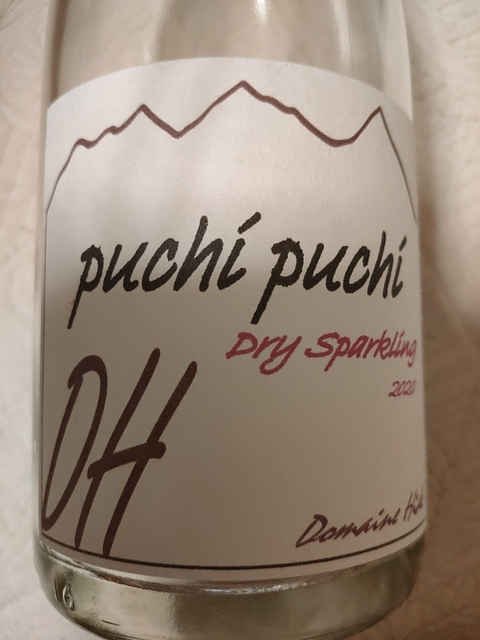 puchi puchi
Dry Sparkling
2020
DH
Domaine